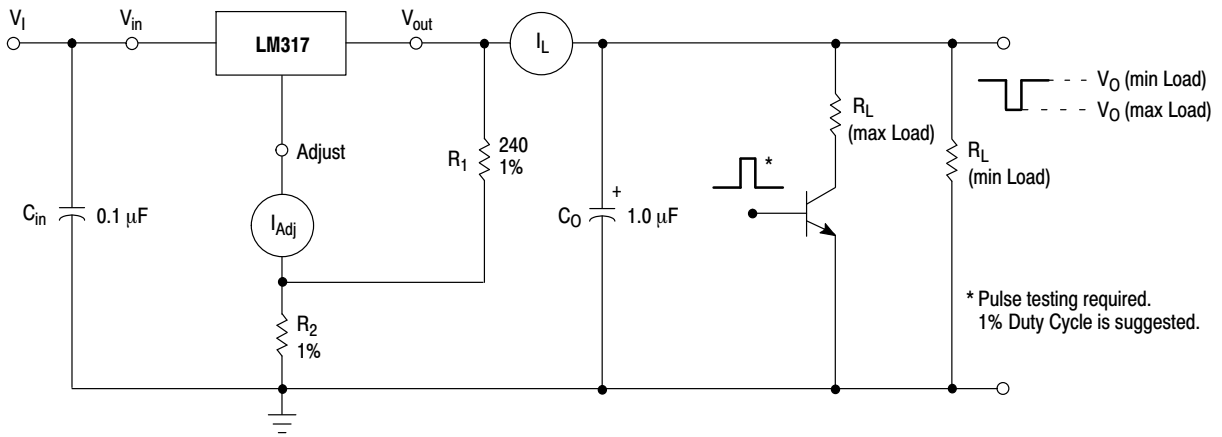 V_I
V_in
LM317
V_out
I_L
V_O (min Load)
V_O (max Load)
R_L
(max Load)
Adjust
R_1
240
1%
R_L
(min Load)
*
C_in
0.1 μF
I_Adj
+
C_O
1.0 μF
R_2
1%
* Pulse testing required.
1% Duty Cycle is suggested.